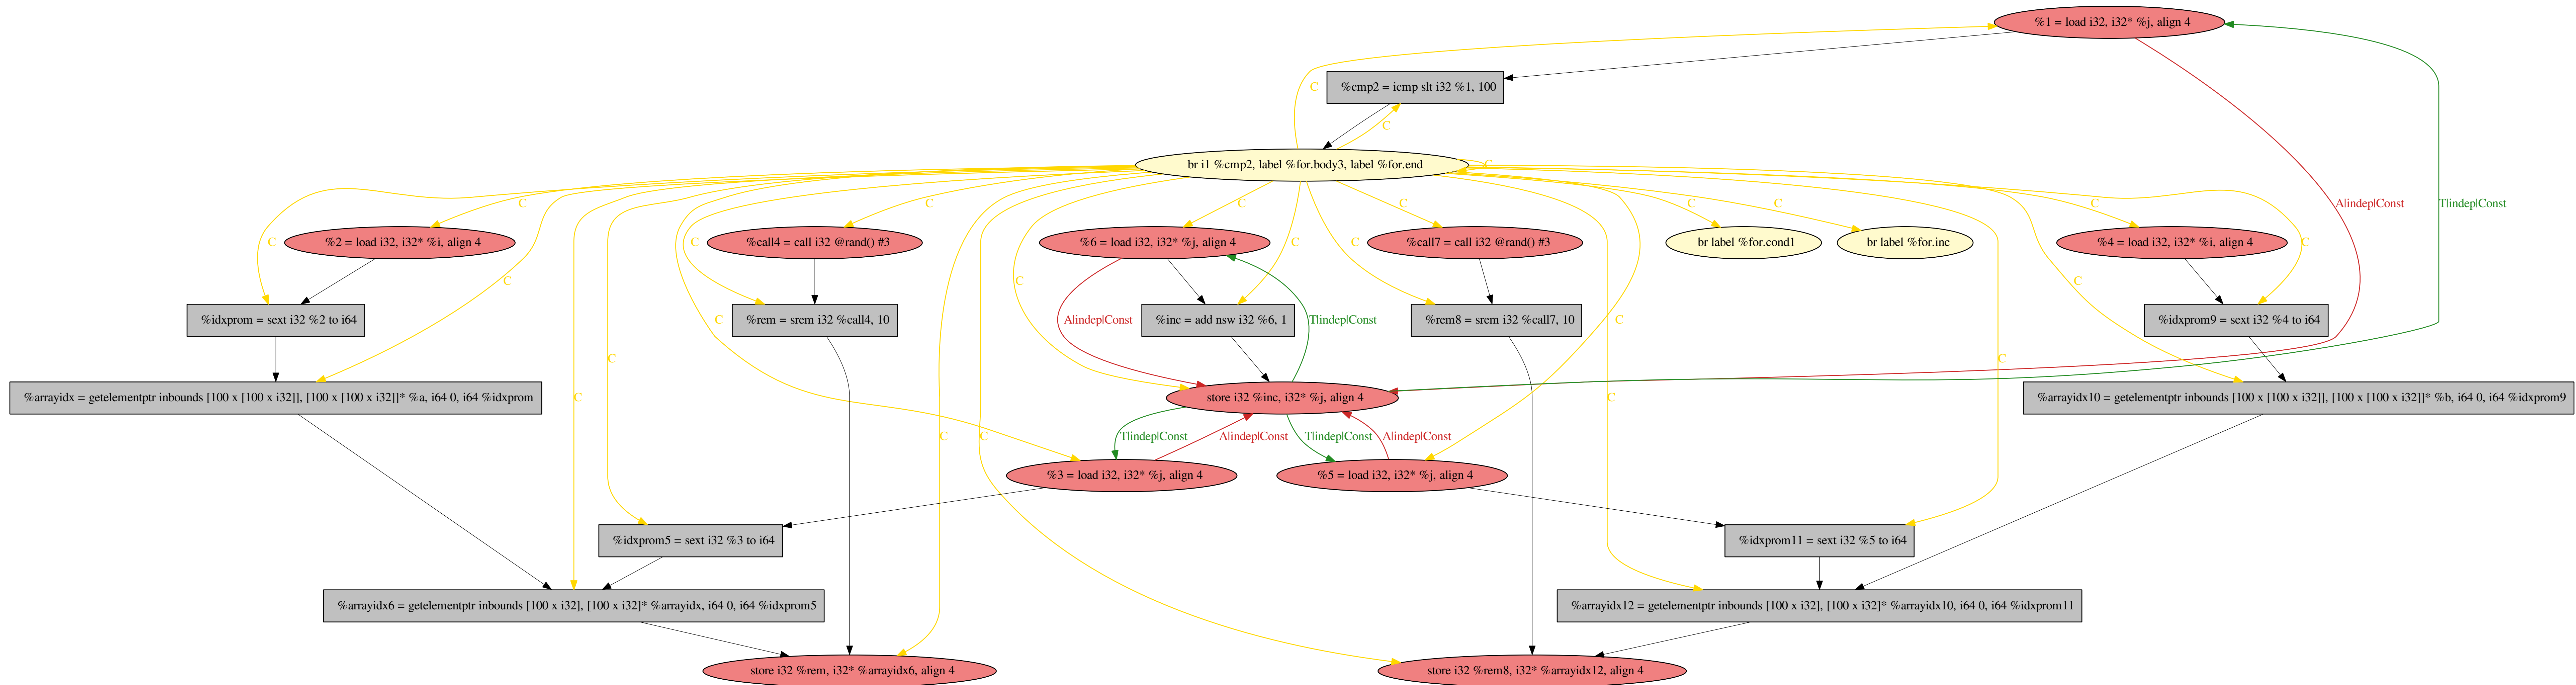 %1 = load i32, i32* %j, align 4
C
%cmp2 = icmp slt i32 %1, 100
C
br i1 %cmp2, label %for.body3, label %for.end
C
C
C
C
C
C
C
C
C
Alindep|Const
Tlindep|Const
C
%2 = load i32, i32* %i, align 4
C
%call4 = call i32 @rand() #3
%6 = load i32, i32* %j, align 4
C
C
%call7 = call i32 @rand() #3
br label %for.cond1
br label %for.inc
%4 = load i32, i32* %i, align 4
C
C
C
C
%idxprom = sext i32 %2 to i64
%rem = srem i32 %call4, 10
C
Alindep|Const
%inc = add nsw i32 %6, 1
Tlindep|Const
%rem8 = srem i32 %call7, 10
C
%idxprom9 = sext i32 %4 to i64
C
C
%arrayidx = getelementptr inbounds [100 x [100 x i32]], [100 x [100 x i32]]* %a, i64 0, i64 %idxprom
C
store i32 %inc, i32* %j, align 4
C
%arrayidx10 = getelementptr inbounds [100 x [100 x i32]], [100 x [100 x i32]]* %b, i64 0, i64 %idxprom9
C
C
Tlindep|Const
Alindep|Const
Tlindep|Const
Alindep|Const
%3 = load i32, i32* %j, align 4
%5 = load i32, i32* %j, align 4
%idxprom5 = sext i32 %3 to i64
%idxprom11 = sext i32 %5 to i64
%arrayidx6 = getelementptr inbounds [100 x i32], [100 x i32]* %arrayidx, i64 0, i64 %idxprom5
%arrayidx12 = getelementptr inbounds [100 x i32], [100 x i32]* %arrayidx10, i64 0, i64 %idxprom11
store i32 %rem, i32* %arrayidx6, align 4
store i32 %rem8, i32* %arrayidx12, align 4